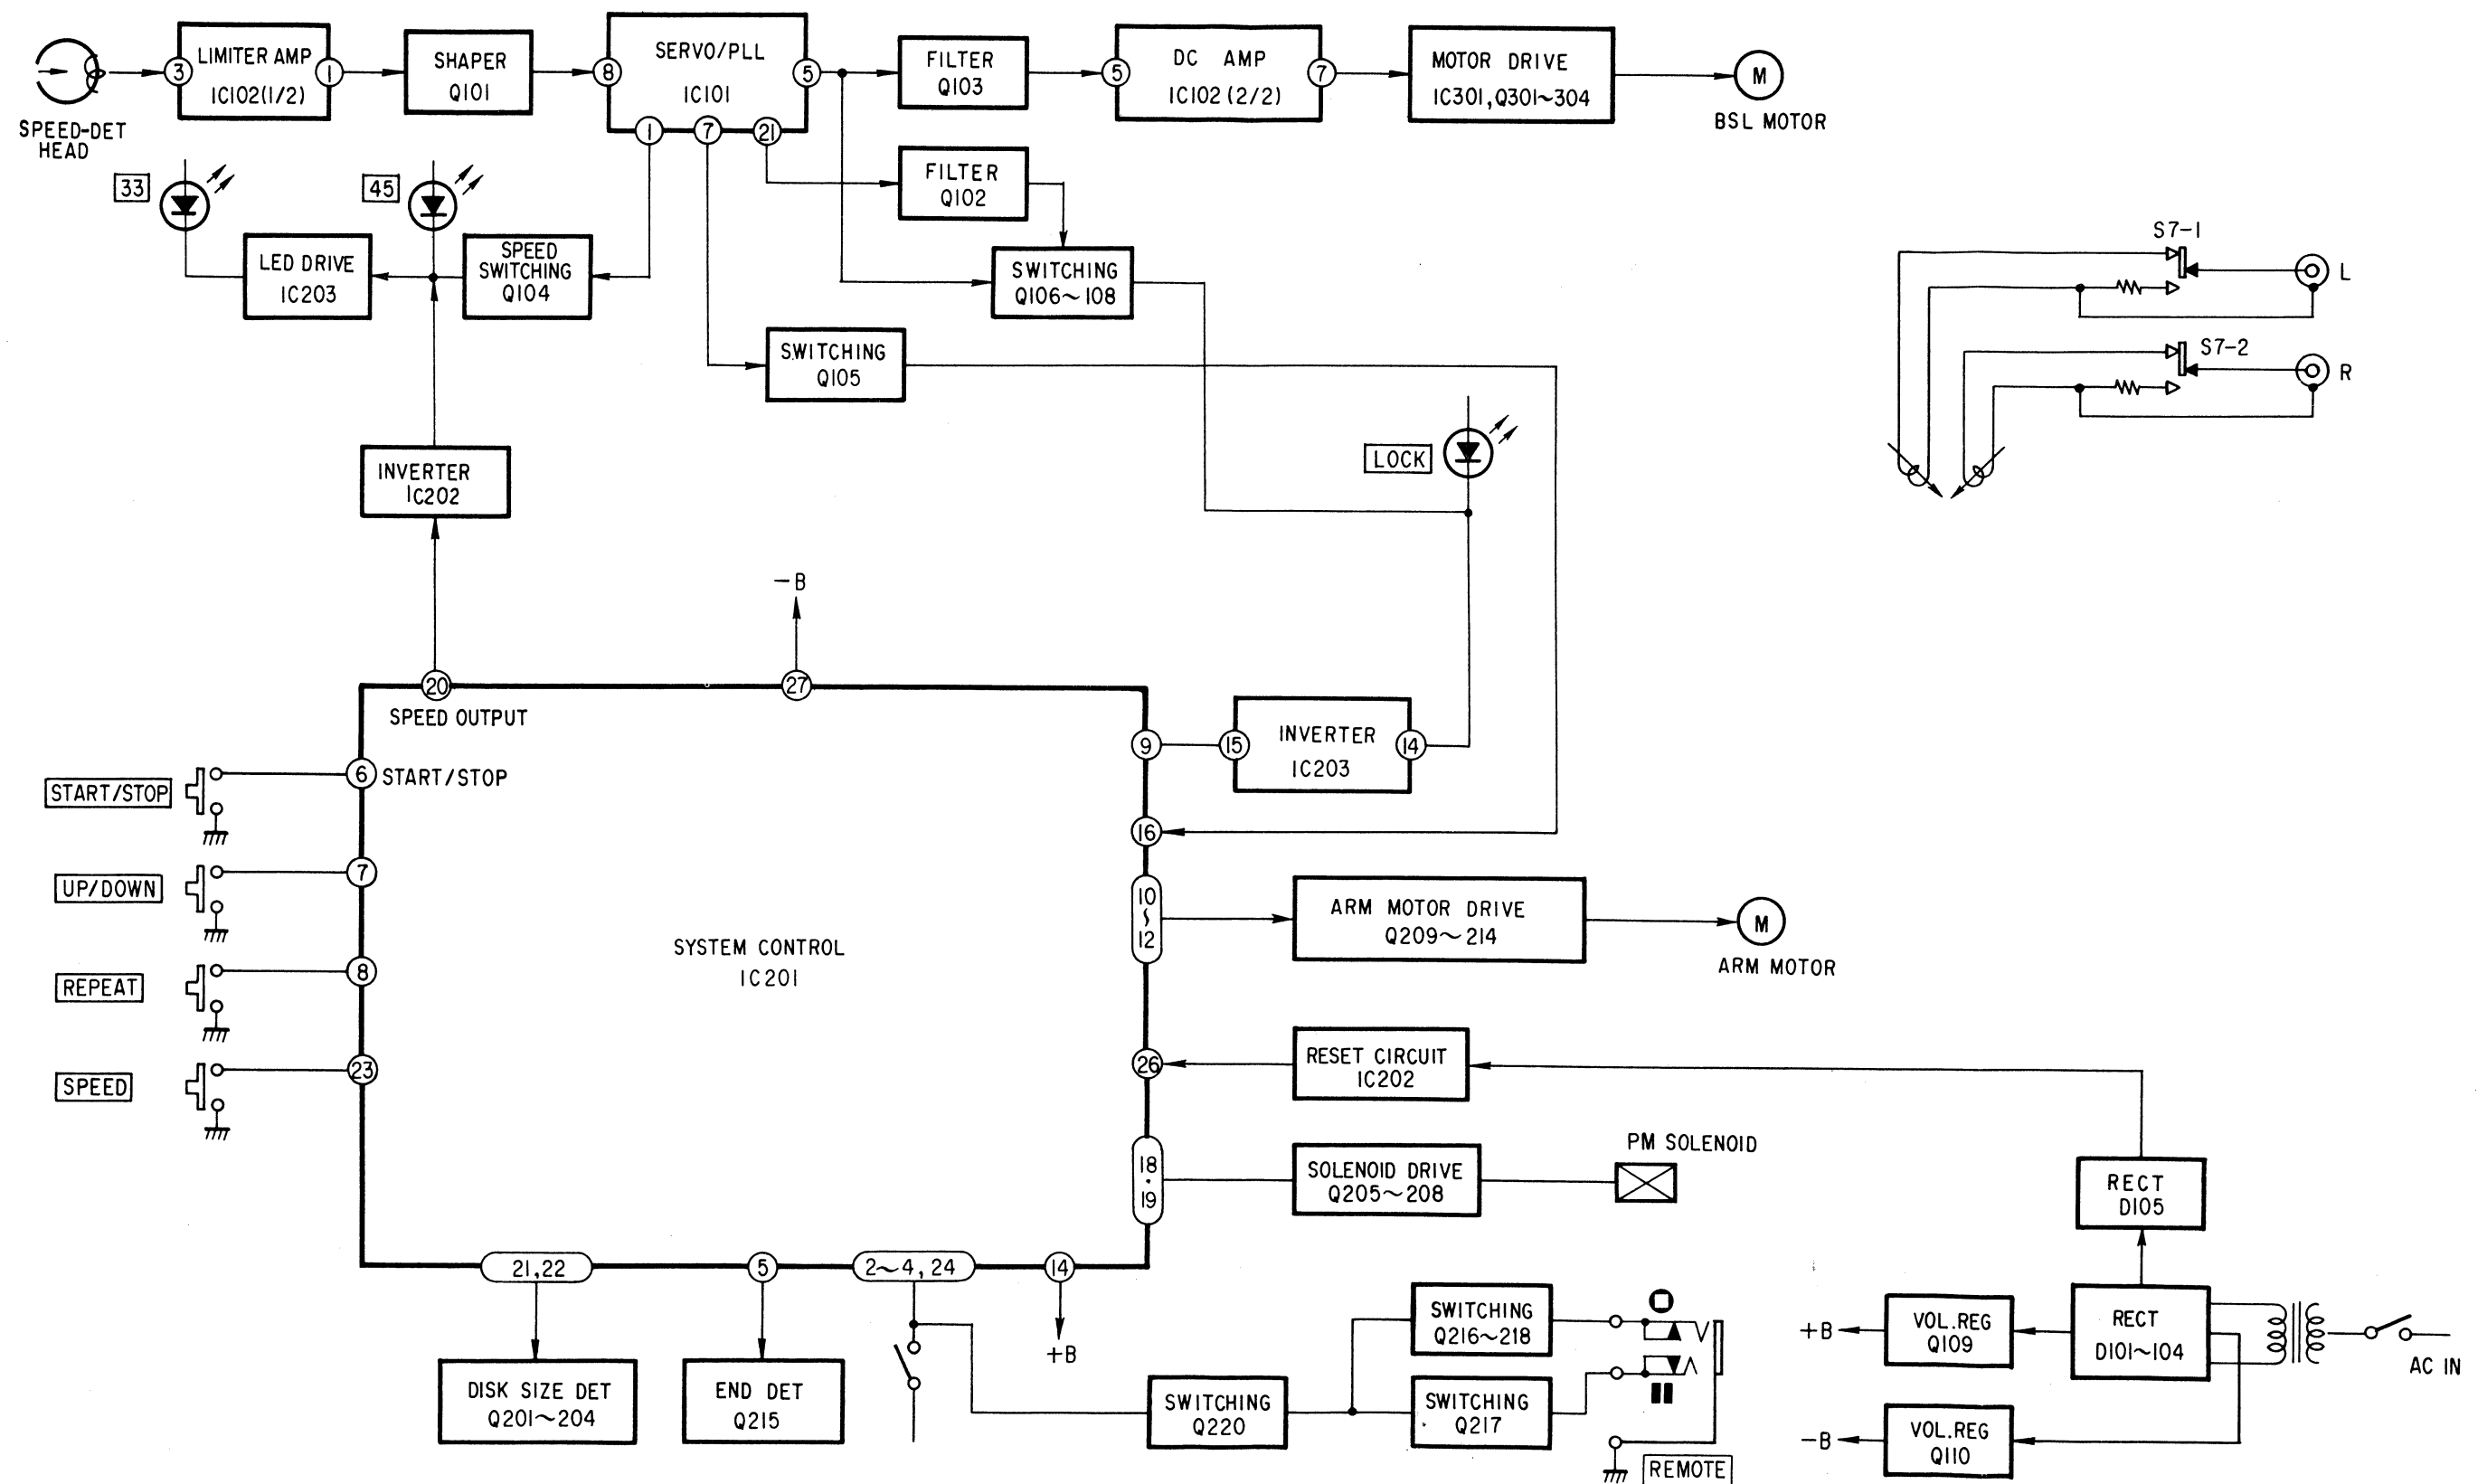 SPEED-DET
HEAD
3
LIMITER AMP
IC102(1/2)
1
SHAPER
Q101
8
SERVO/PLL
IC101
5
1
7
21
FILTER
Q103
5
DC AMP
IC102(2/2)
7
MOTOR DRIVE
IC301,Q301~304
M
BSL MOTOR
33
45
LED DRIVE
IC203
SPEED
SWITCHING
Q104
FILTER
Q102
SWITCHING
Q106~108
SWITCHING
Q105
S7-1
L
S7-2
R
INVERTER
IC202
LOCK
-B
20
27
SPEED OUTPUT
9
15
INVERTER
IC203
14
START/STOP
6
START/STOP
16
UP/DOWN
7
10
~
12
ARM MOTOR DRIVE
Q209~214
M
ARM MOTOR
SYSTEM CONTROL
IC201
REPEAT
8
SPEED
23
26
RESET CIRCUIT
IC202
18
·
19
SOLENOID DRIVE
Q205~208
PM SOLENOID
RECT
D105
21,22
5
2~4,24
14
+B
DISK SIZE DET
Q201~204
END DET
Q215
SWITCHING
Q220
SWITCHING
Q216~218
SWITCHING
Q217
REMOTE
+B
VOL.REG
Q109
RECT
D101~104
AC IN
-B
VOL.REG
Q110